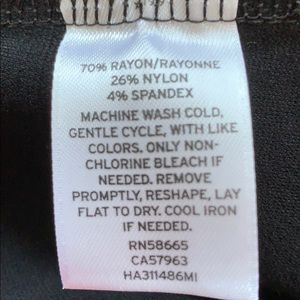 70% RAYON/RAYONNE
26% NYLON
4% SPANDEX
MACHINE WASH COLD,
GENTLE CYCLE, WITH LIKE
COLORS. ONLY NON-
CHLORINE BLEACH IF
NEEDED. REMOVE
PROMPTLY, RESHAPE, LAY
FLAT TO DRY. COOL IRON
IF NEEDED.
RN58665
CA57963
HA311486MI